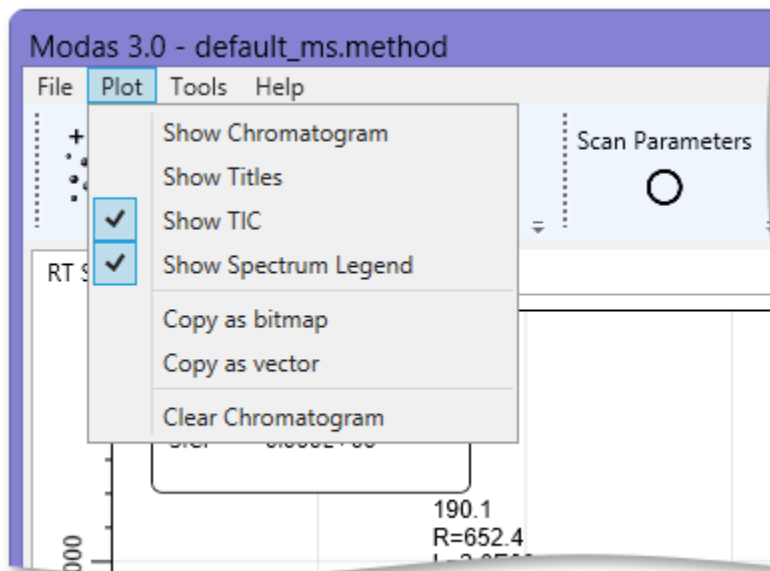 Modas 3.0 - default_ms.method
File Plot Tools Help
Show Chromatogram
Show Titles
Show TIC
Show Spectrum Legend
Copy as bitmap
Copy as vector
Clear Chromatogram
Scan Parameters
RT
190.1
R=652.4